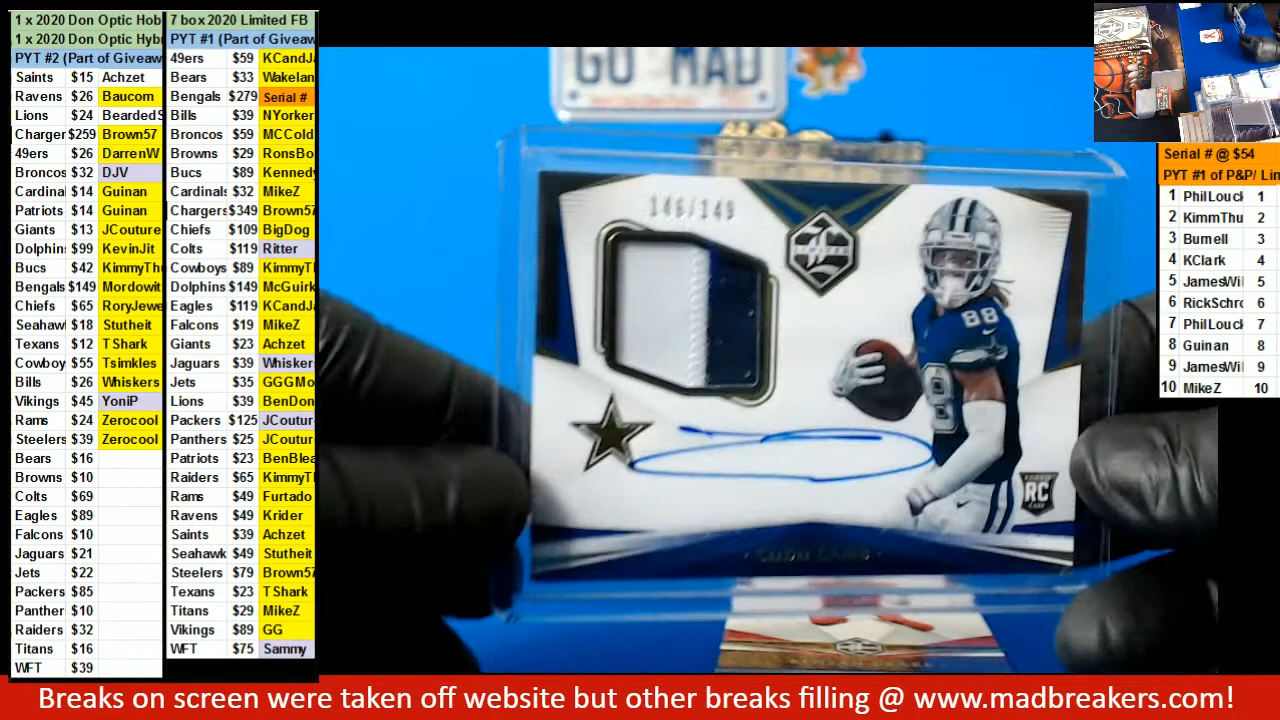 1 x 2020 Don Optic Hob
1 x 2020 Don Optic Hyb
PYT #2 (Part of Giveaw
Saints $15 Achzet
Ravens $26 Baucom
Lions $24 BeardedS
Charger $259 Brown57
49ers $26 DarrenW
Broncos $32 DJV
Cardinal $14 Guinan
Patriots $14 Guinan
Giants $13 JCouture
Dolphin $99 KevinJit
Bucs $42 KimmyTh
Bengals $149 Mordowit
Chiefs $65 RoryJewe
Seahawl $18 Stutheit
Texans $12 T Shark
Cowboy $55 Tsimkles
Bills $26 Whiskers
Vikings $45 YoniP
Rams $24 Zerocool
Steelers $39 Zerocool
Bears $16
Browns $10
Colts $69
Eagles $89
Falcons $10
Jaguars $21
Jets $22
Packers $85
Panther $10
Raiders $32
Titans $16
WFT $39
7 box 2020 Limited FB
PYT #1 (Part of Giveaw
49ers $59 KCandJ
Bears $33 Wakelan
Bengals $279 Serial #
Bills $39 NYorker
Broncos $59 MCCold
Browns $29 RonsBo
Bucs $89 Kennedy
Cardinals $32 MikeZ
Chargers $349 Brown57
Chiefs $109 BigDog
Colts $119 Ritter
Cowboys $89 KimmyT
Dolphins $149 McGuirk
Eagles $119 KCandJ
Falcons $19 MikeZ
Giants $23 Achzet
Jaguars $39 Whisker
Jets $35 GGGMo
Lions $39 BenDon
Packers $125 JCoutur
Panthers $25 JCoutur
Patriots $23 BenBlea
Raiders $65 KimmyT
Rams $49 Furtado
Ravens $49 Krider
Saints $39 Achzet
Seahawk $49 Stutheit
Steelers $79 Brown57
Texans $23 T Shark
Titans $29 MikeZ
Vikings $89 GG
WFT $75 Sammy
GO MAD
146/149
88
8
RC
Serial # @ $54
PYT #1 of P&P/ Lim
1 PhilLouck 1
2 KimmThu 2
3 Burnell 3
4 KClark 4
5 JamesWil 5
6 RickSchro 6
7 PhilLouck 7
8 Guinan 8
9 JamesWil 9
10 MikeZ 10
Breaks on screen were taken off website but other breaks filling @ www.madbreakers.com!